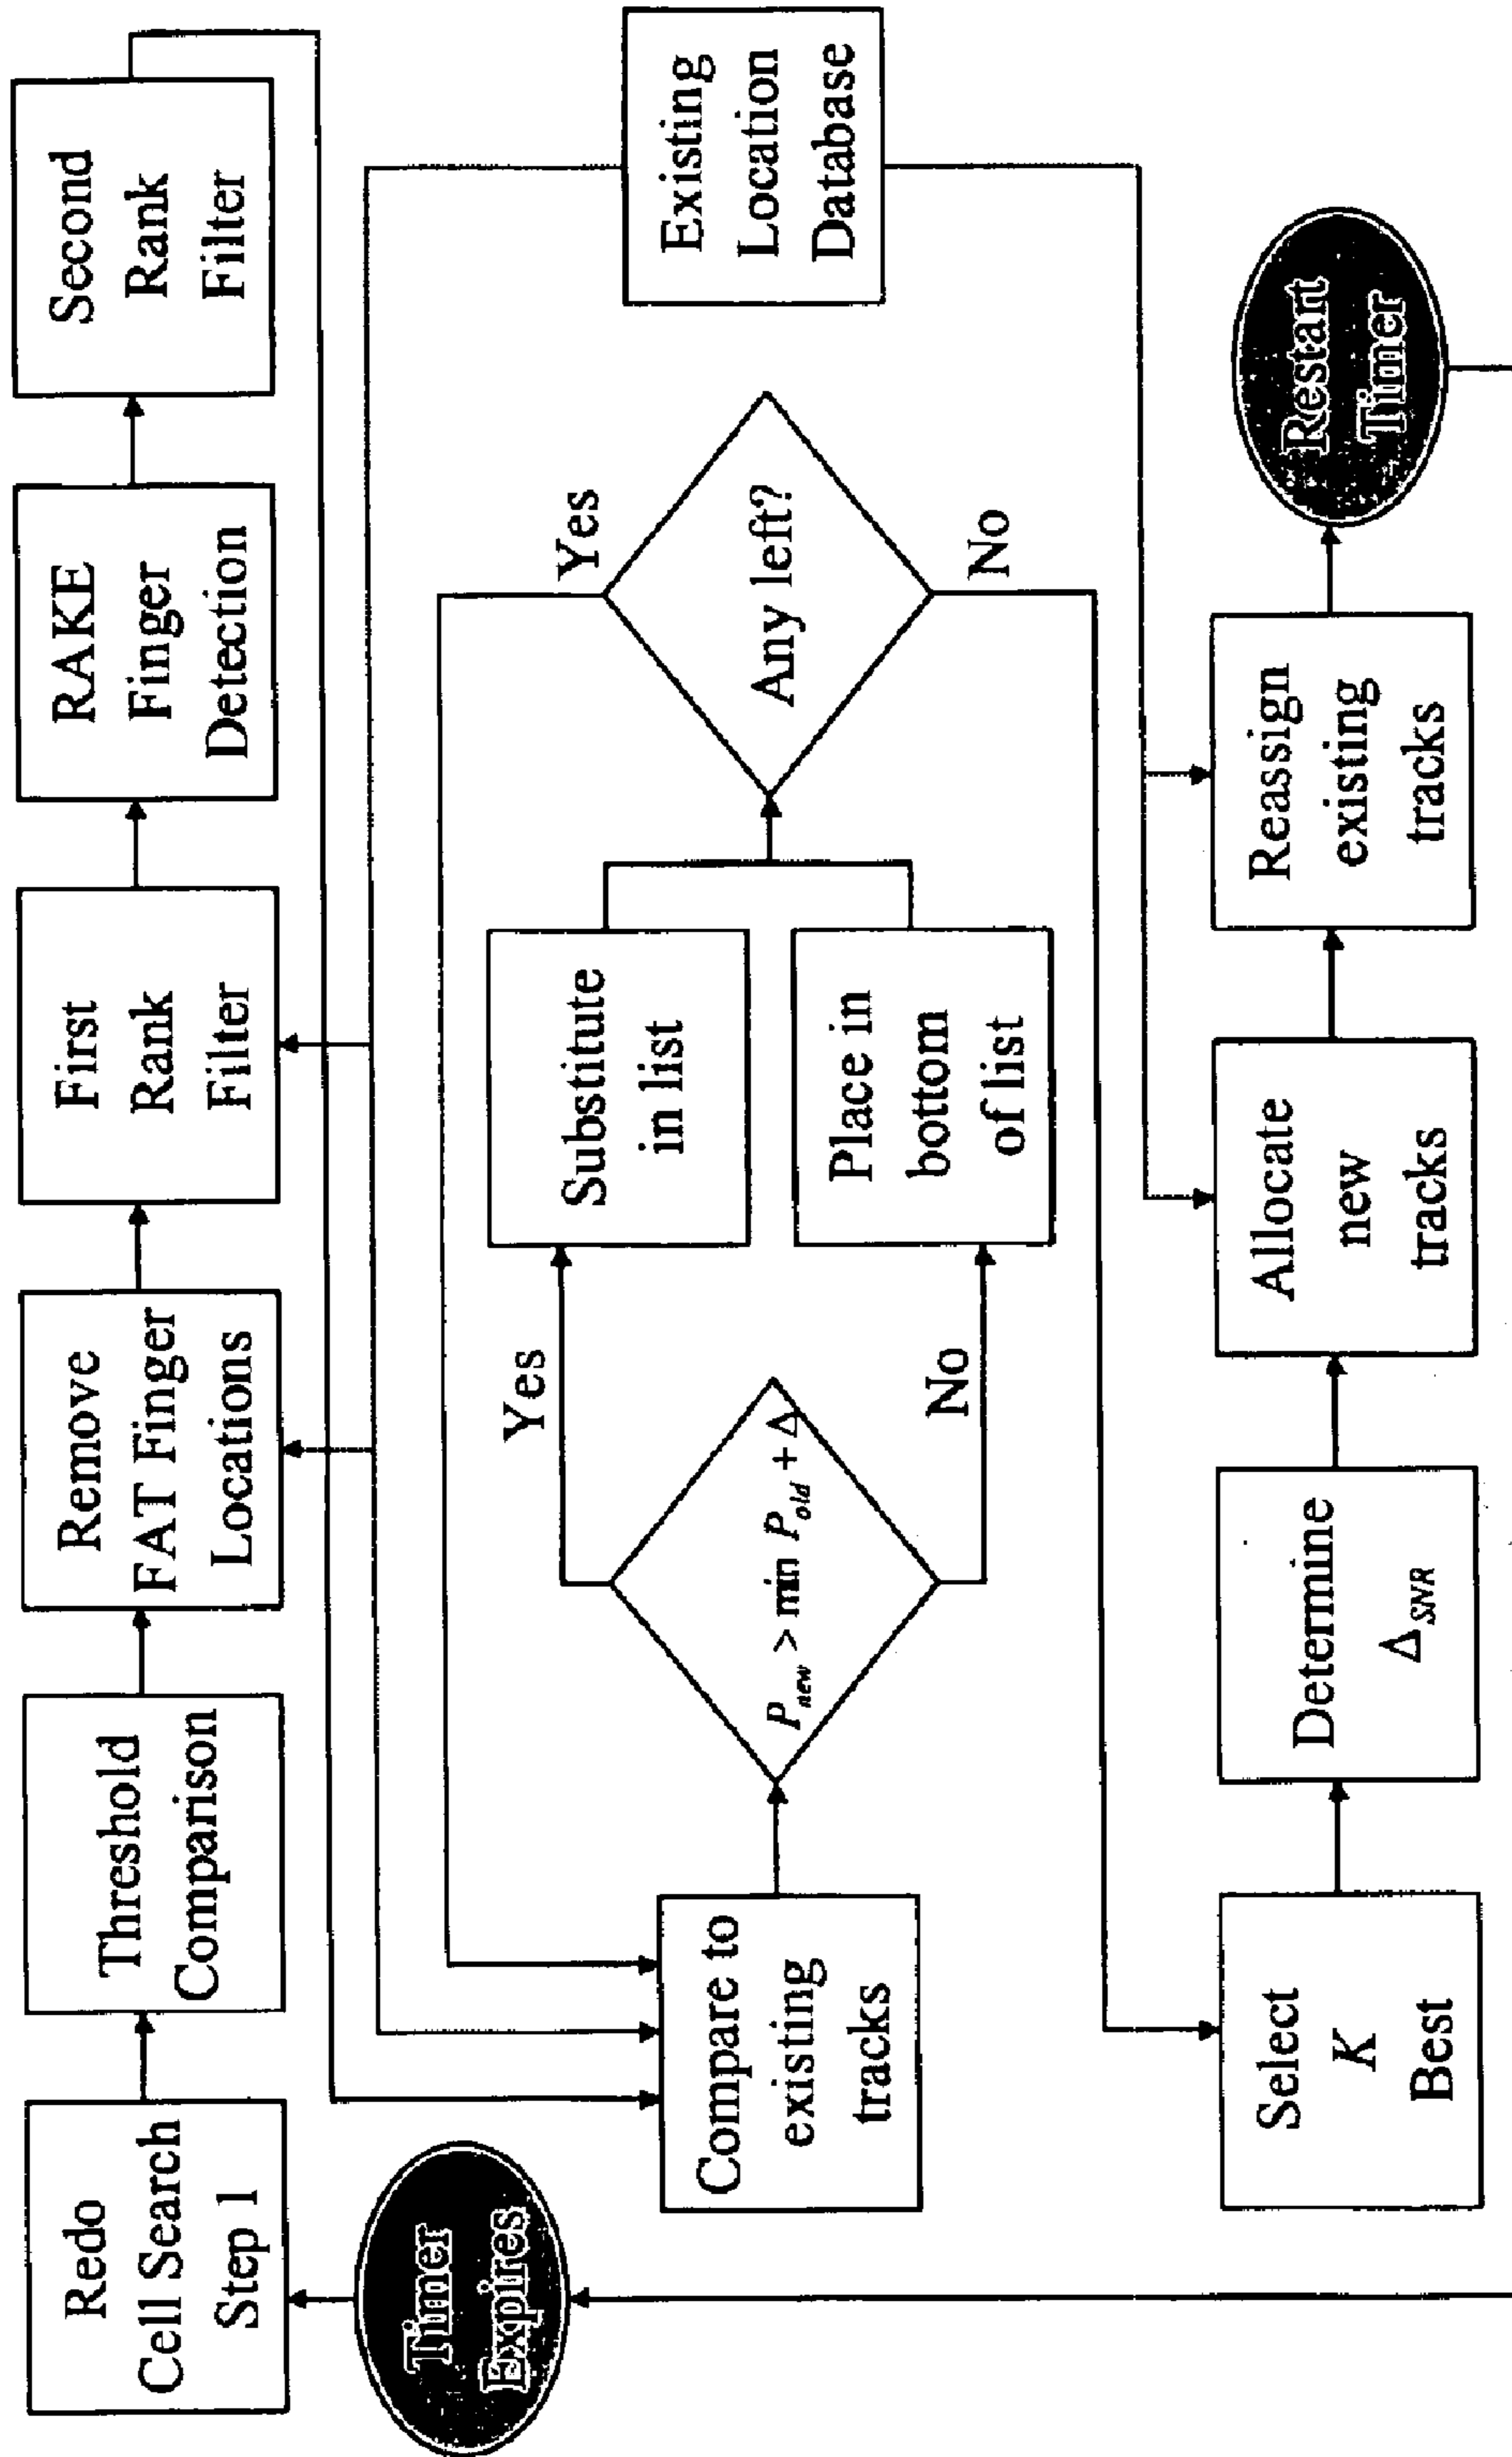 Redo
Cell Search
Step 1
Threshold
Comparison
Remove
FAT Finger
Locations
First
Rank
Filter
RAKE
Finger
Detection
Second
Rank
Filter
Timer
Expires
Compare to
existing
tracks
P_new > min P_old + Δ
Yes
No
Substitute
in list
Place in
bottom
of list
Any left?
Yes
No
Existing
Location
Database
Select
K
Best
Determine
Δ_SNR
Allocate
new
tracks
Reassign
existing
tracks
Restart
Timer